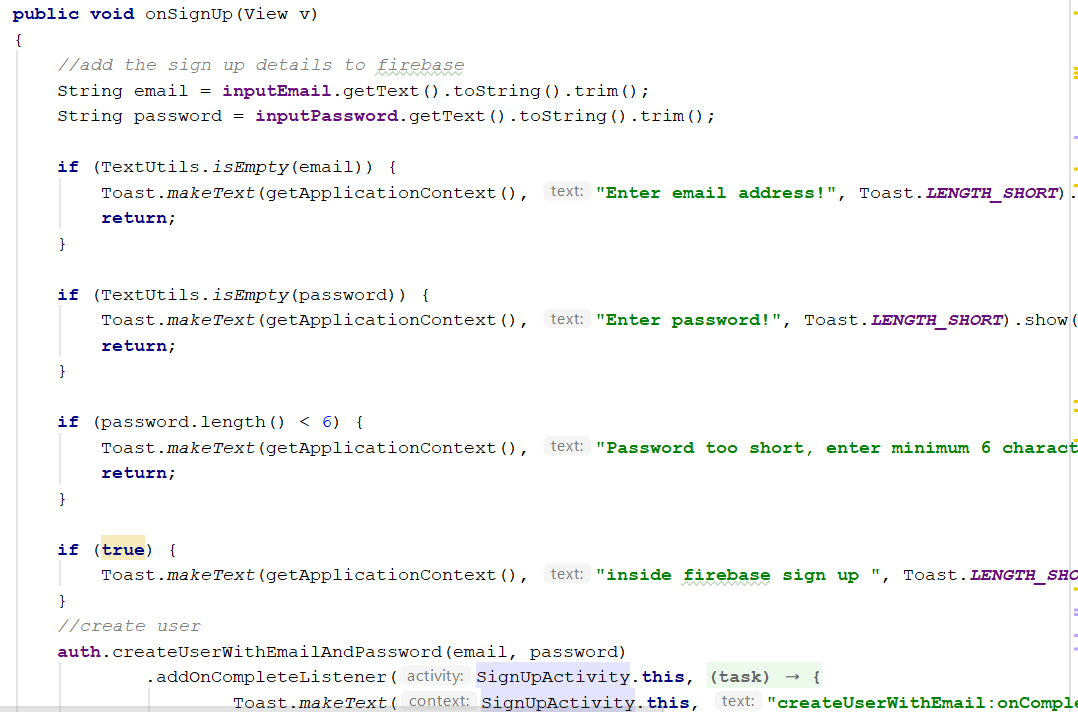 public void onSignUp(View v)
{
//add the sign up details to firebase
String email = inputEmail.getText().toString().trim();
String password = inputPassword.getText().toString().trim();
if (TextUtils.isEmpty(email)) {
Toast.makeText(getApplicationContext(), text: "Enter email address!", Toast.LENGTH_SHORT).
return;
}
if (TextUtils.isEmpty(password)) {
Toast.makeText(getApplicationContext(), text: "Enter password!", Toast.LENGTH_SHORT).show(
return;
}
if (password.length() < 6) {
Toast.makeText(getApplicationContext(), text: "Password too short, enter minimum 6 charact
return;
}
if (true) {
Toast.makeText(getApplicationContext(), text: "inside firebase sign up ", Toast.LENGTH_SHO
}
//create user
auth.createUserWithEmailAndPassword(email, password)
.addOnCompleteListener( activity: SignUpActivity.this, (task) → {
Toast.makeText( context: SignUpActivity.this, text: "createUserWithEmail:onComple